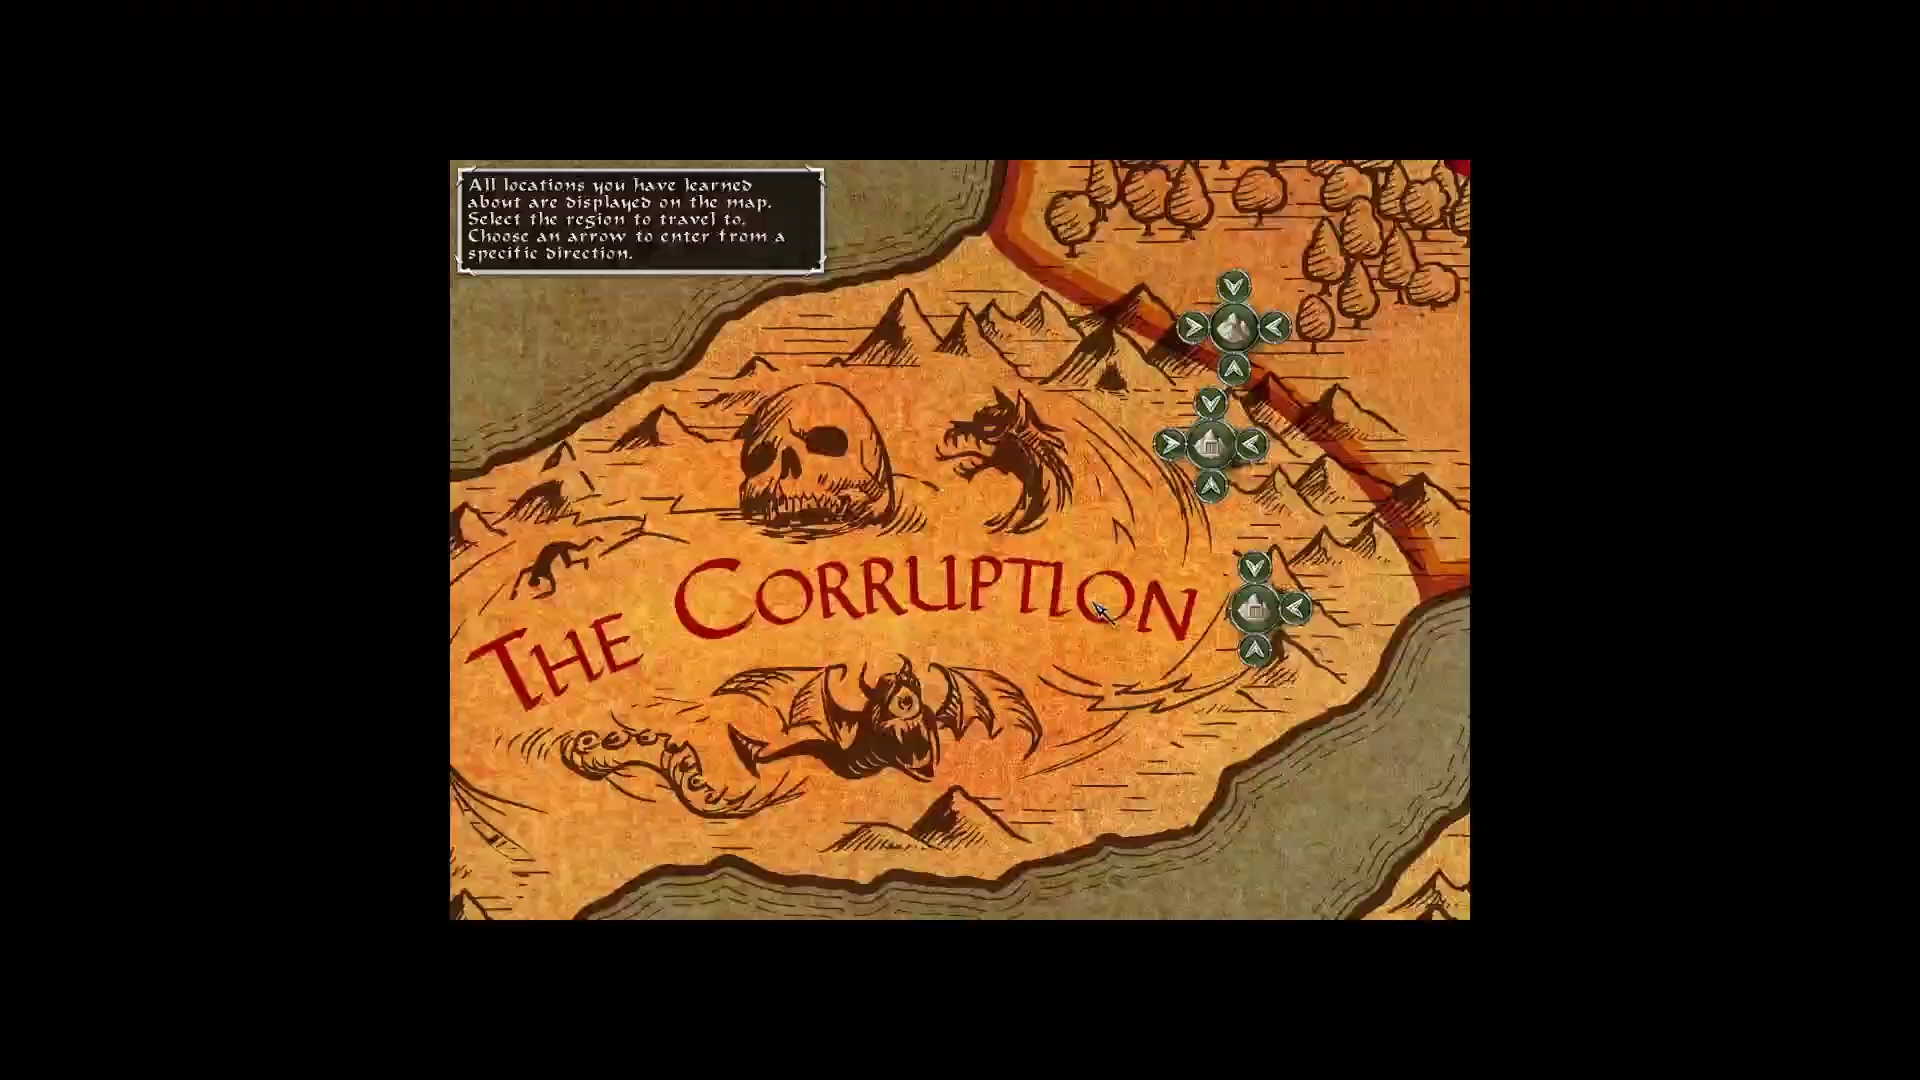 All locations you have learned
about are displayed on the map.
Select the region to travel to.
Choose an arrow to enter from a
specific direction.
THE CORRUPTION